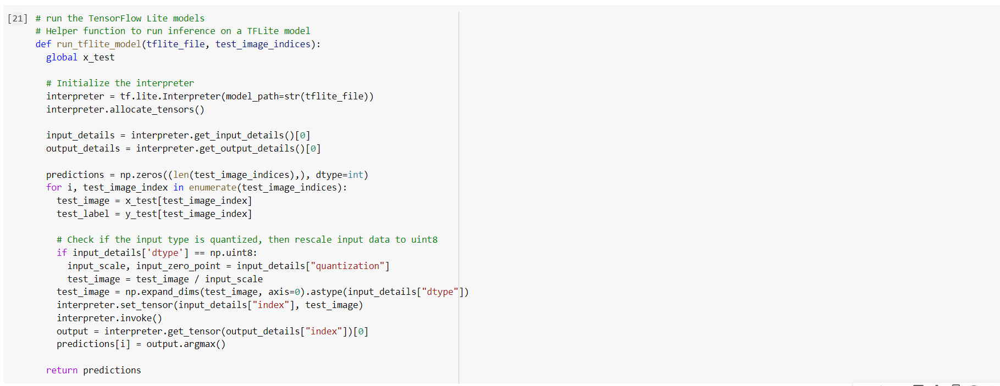 [21] # run the TensorFlow Lite models
# Helper function to run inference on a TFLite model
def run_tflite_model(tflite_file, test_image_indices):
  global x_test

  # Initialize the interpreter
  interpreter = tf.lite.Interpreter(model_path=str(tflite_file))
  interpreter.allocate_tensors()

  input_details = interpreter.get_input_details()[0]
  output_details = interpreter.get_output_details()[0]

  predictions = np.zeros((len(test_image_indices),), dtype=int)
  for i, test_image_index in enumerate(test_image_indices):
    test_image = x_test[test_image_index]
    test_label = y_test[test_image_index]

    # Check if the input type is quantized, then rescale input data to uint8
    if input_details['dtype'] == np.uint8:
      input_scale, input_zero_point = input_details["quantization"]
      test_image = test_image / input_scale
    test_image = np.expand_dims(test_image, axis=0).astype(input_details["dtype"])
    interpreter.set_tensor(input_details["index"], test_image)
    interpreter.invoke()
    output = interpreter.get_tensor(output_details["index"])[0]
    predictions[i] = output.argmax()

  return predictions